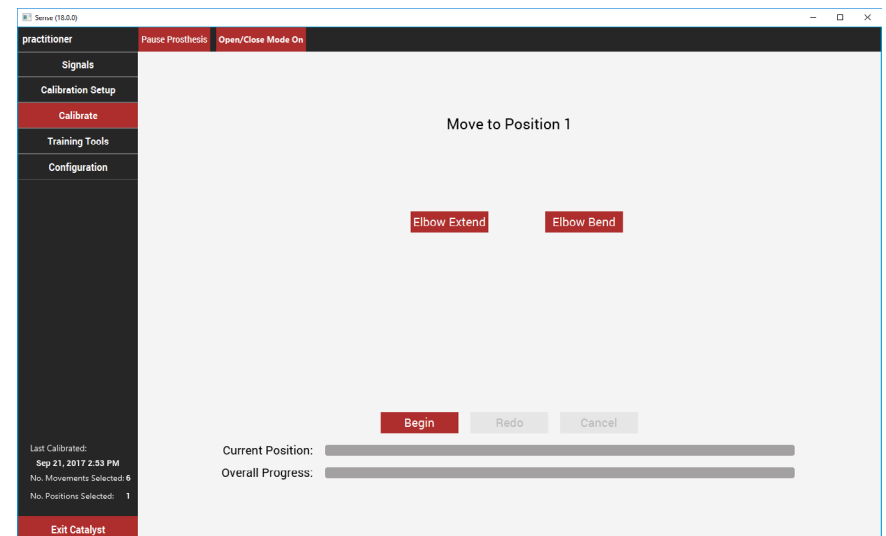 Sense (18.0.0)
practitioner
Pause Prosthesis
Open/Close Mode On
Signals
Calibration Setup
Calibrate
Training Tools
Configuration
Move to Position 1
Elbow Extend
Elbow Bend
Begin
Redo
Cancel
Current Position:
Overall Progress:
Last Calibrated:
Sep 21, 2017 2:53 PM
No. Movements Selected: 6
No. Positions Selected: 1
Exit Catalyst